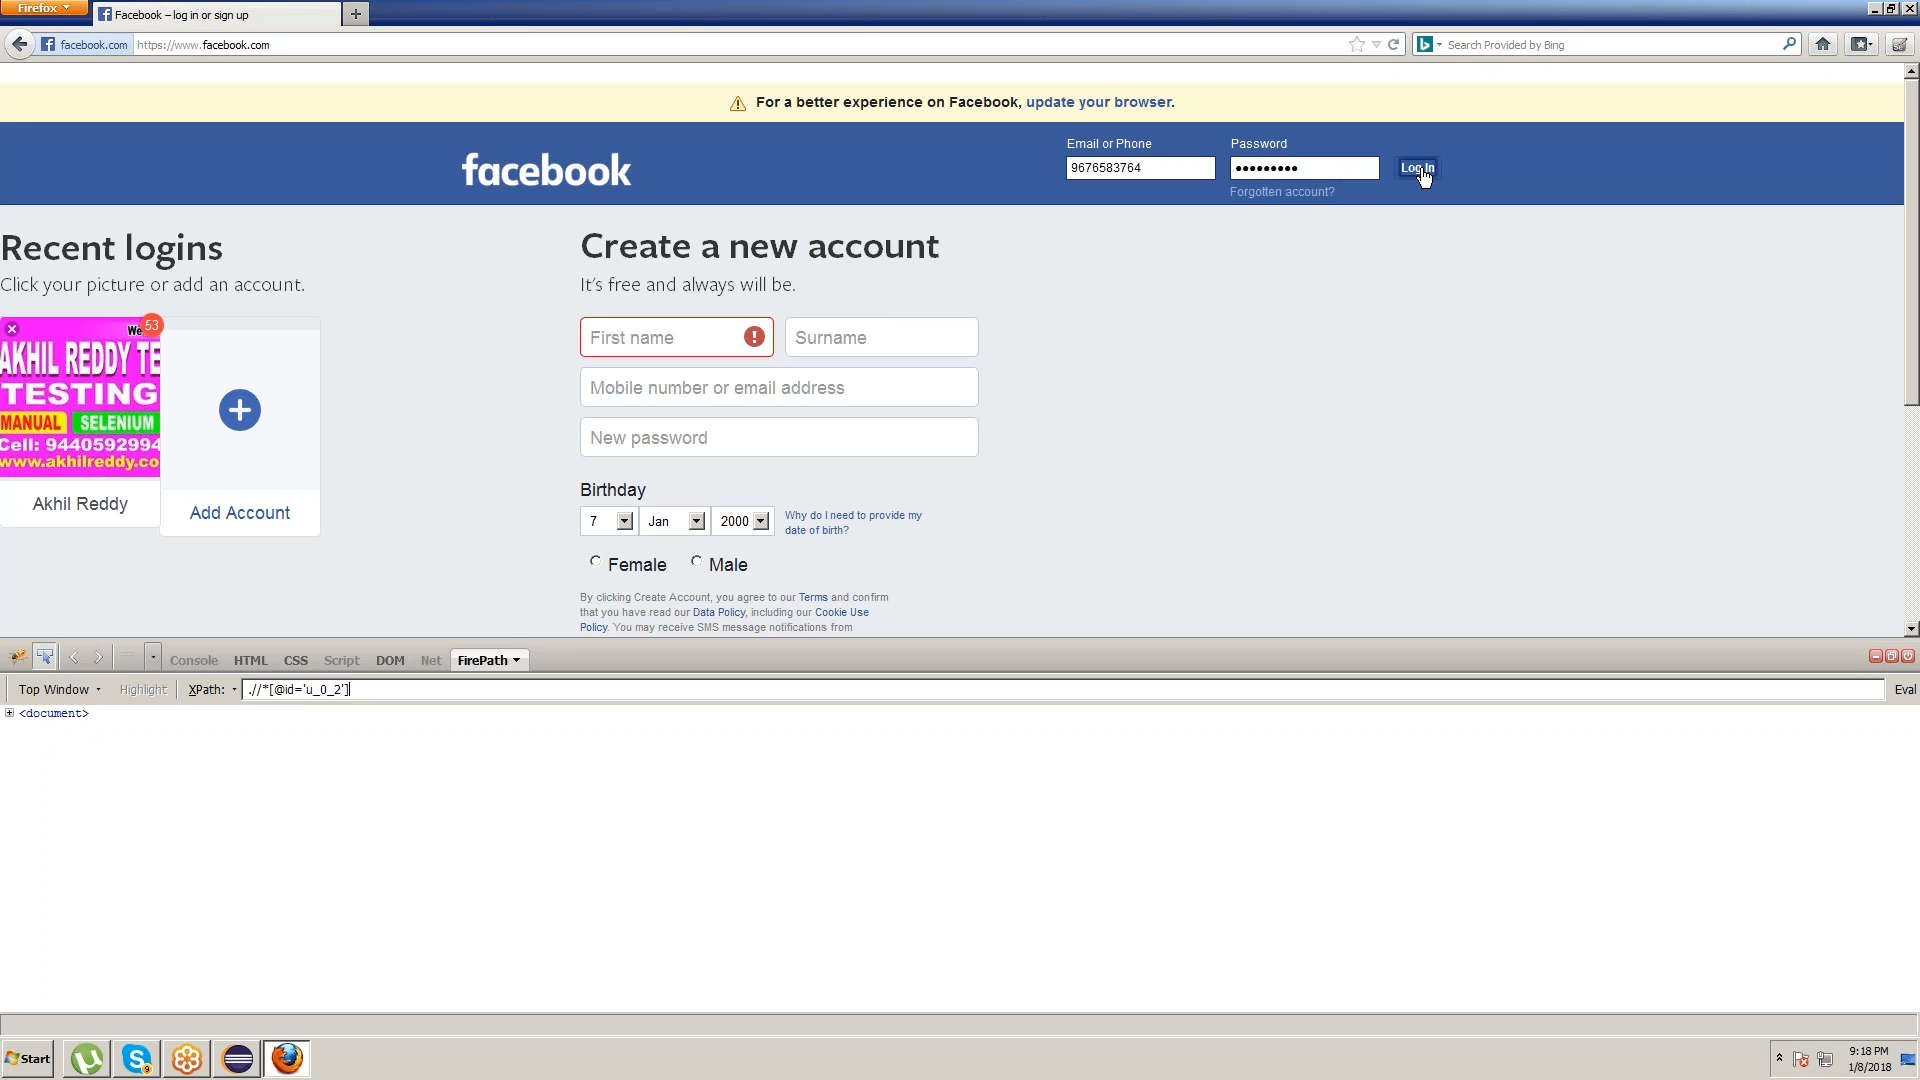 Firefox
Facebook – log in or sign up
facebook.com https://www.facebook.com
Search Provided by Bing
For a better experience on Facebook, update your browser.
facebook
Email or Phone
Password
9676583764
Log In
Forgotten account?
Recent logins
Click your picture or add an account.
53
We
AKHIL REDDY TE
TESTING
MANUAL SELENIUM
Cell: 9440592994
www.akhilreddy.co
Akhil Reddy
Add Account
Create a new account
It's free and always will be.
First name
Surname
Mobile number or email address
New password
Birthday
7 Jan 2000
Why do I need to provide my
date of birth?
Female Male
By clicking Create Account, you agree to our Terms and confirm
that you have read our Data Policy, including our Cookie Use
Policy. You may receive SMS message notifications from
Console HTML CSS Script DOM Net FirePath
Top Window Highlight XPath: .//*[@id='u_0_2'] Eval
<document>
Start
9
9:18 PM
1/8/2018